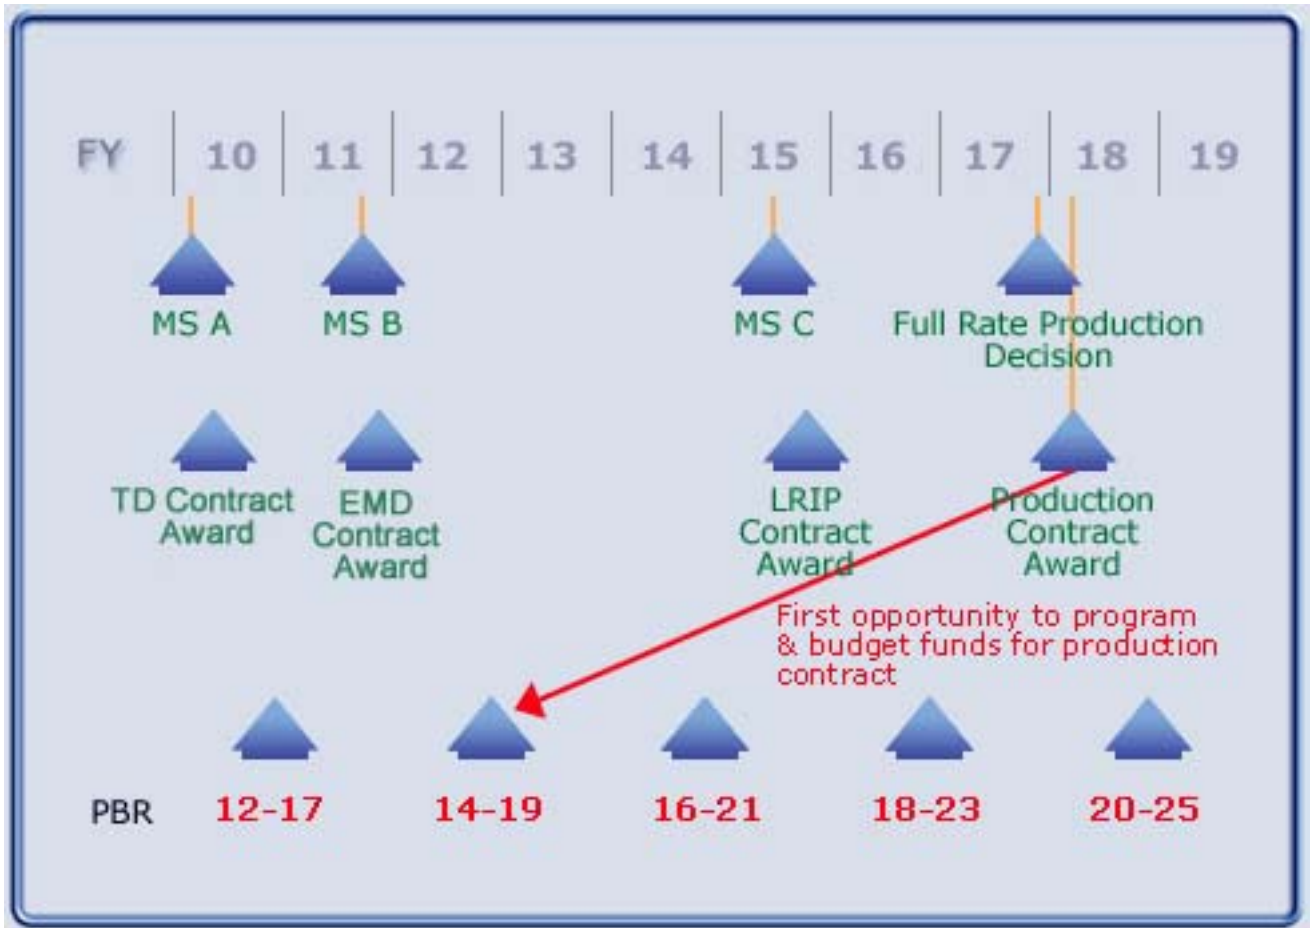 FY 10 11 12 13 14 15 16 17 18 19
MS A
MS B
MS C
Full Rate Production
Decision
TD Contract
Award
EMD
Contract
Award
LRIP
Contract
Award
Production
Contract
Award
First opportunity to program
& budget funds for production
contract
PBR 12-17 14-19 16-21 18-23 20-25